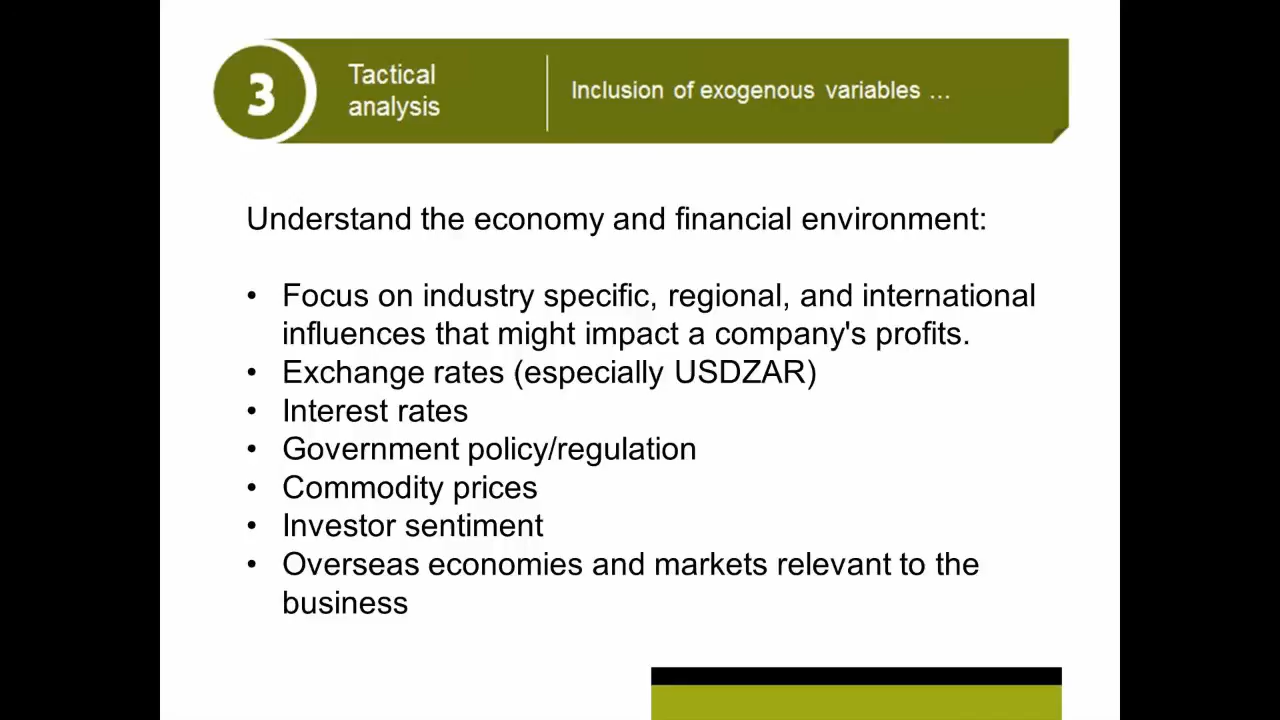 3
Tactical
analysis
Inclusion of exogenous variables ...
Understand the economy and financial environment:
• Focus on industry specific, regional, and international
influences that might impact a company's profits.
• Exchange rates (especially USDZAR)
• Interest rates
• Government policy/regulation
• Commodity prices
• Investor sentiment
• Overseas economies and markets relevant to the
business